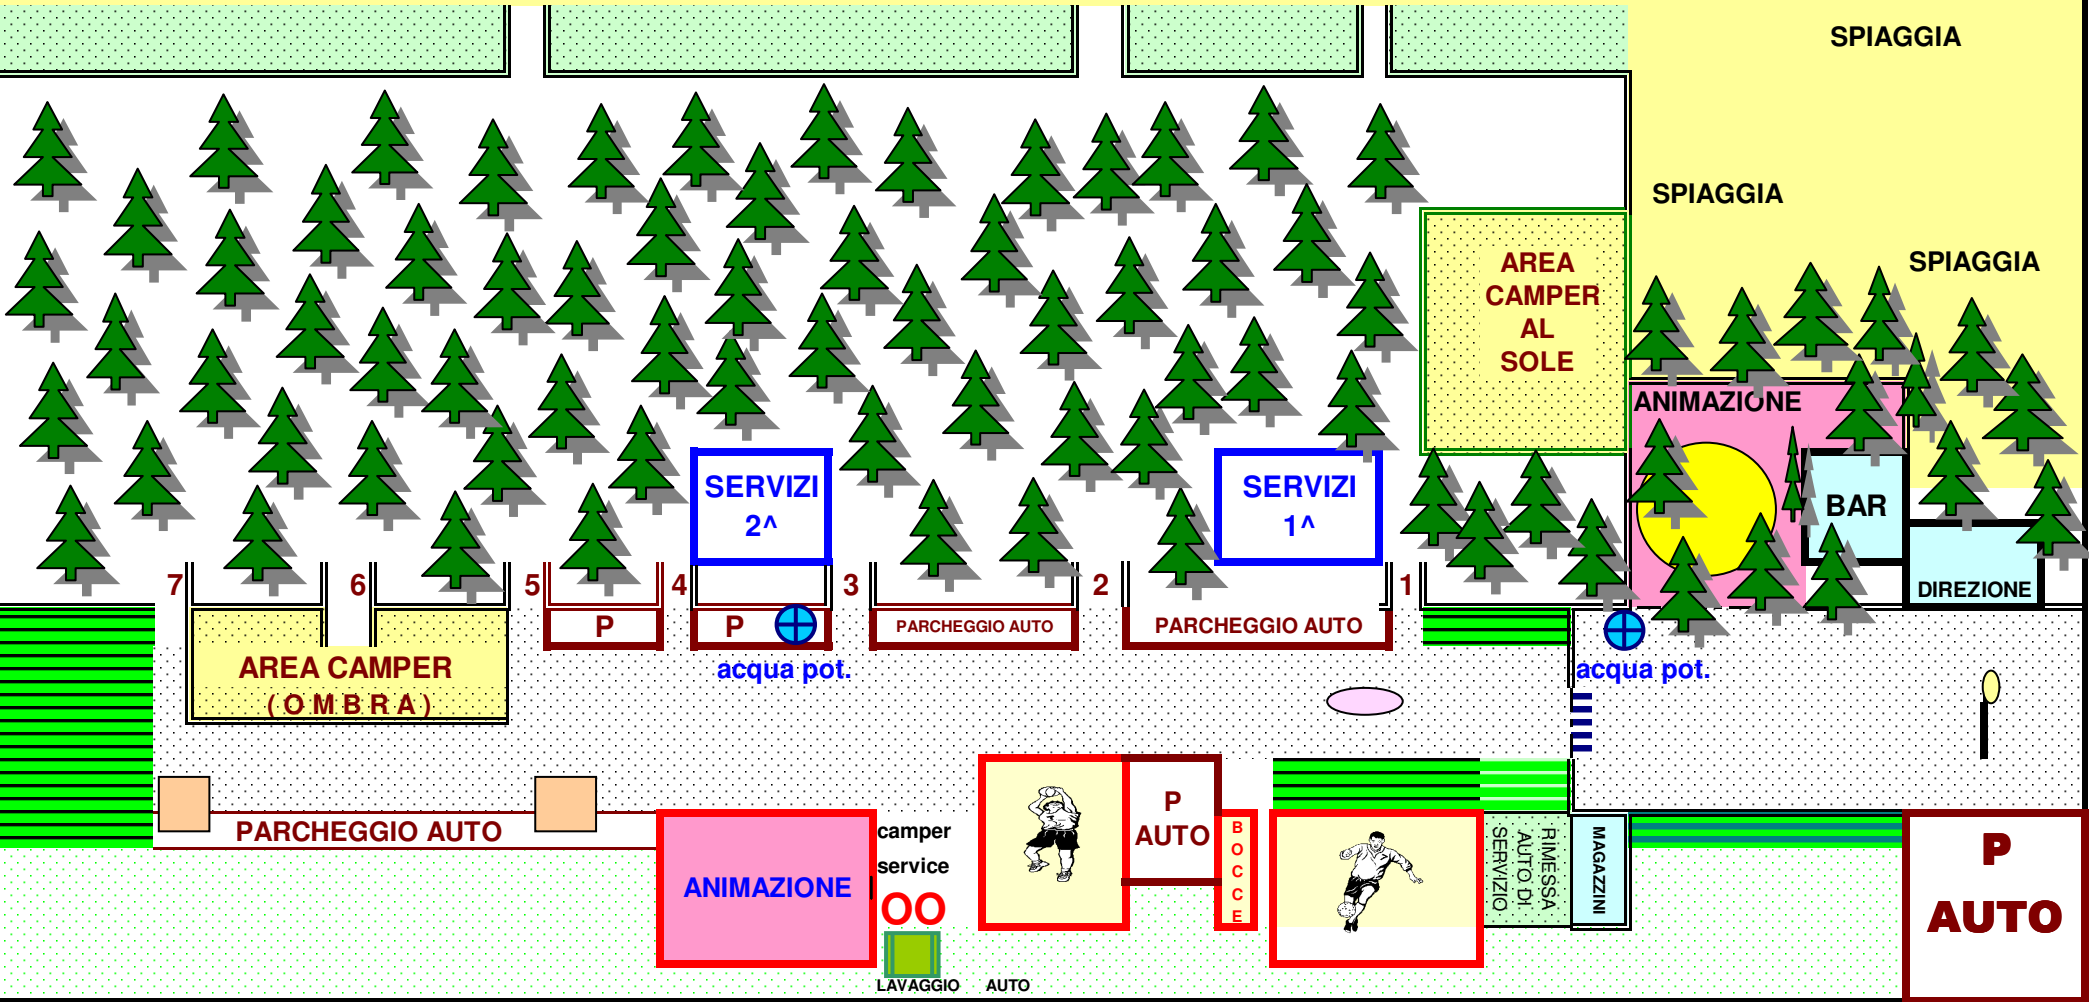 SPIAGGIA
SPIAGGIA
SPIAGGIA
AREA
CAMPER
AL
SOLE
ANIMAZIONE
SERVIZI
2^
SERVIZI
1^
BAR
DIREZIONE
7
6
5
4
3
2
1
P
P
PARCHEGGIO AUTO
PARCHEGGIO AUTO
acqua pot.
acqua pot.
AREA CAMPER
( O M B R A )
PARCHEGGIO AUTO
ANIMAZIONE
camper
service
OO
LAVAGGIO AUTO
P
AUTO
BOCCE
RIMESSA
AUTO DI
SERVIZIO
MAGAZZINI
P
AUTO